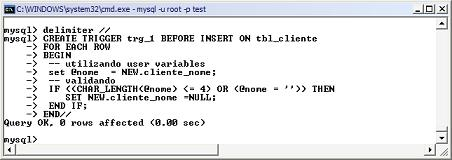 C:\WINDOWS\system32\cmd.exe - mysql -u root -p test
mysql> delimiter //
mysql> CREATE TRIGGER trg_1 BEFORE INSERT ON tbl_cliente
    -> FOR EACH ROW
    -> BEGIN
    ->  -- utilizando user variables
    ->  set @nome  = NEW.cliente_nome;
    ->  -- validando
    ->  IF ((CHAR_LENGTH(@nome) <= 4) OR (@nome = '')) THEN
    ->    SET NEW.cliente_nome =NULL;
    ->  END IF;
    -> END//
Query OK, 0 rows affected (0.00 sec)
mysql>